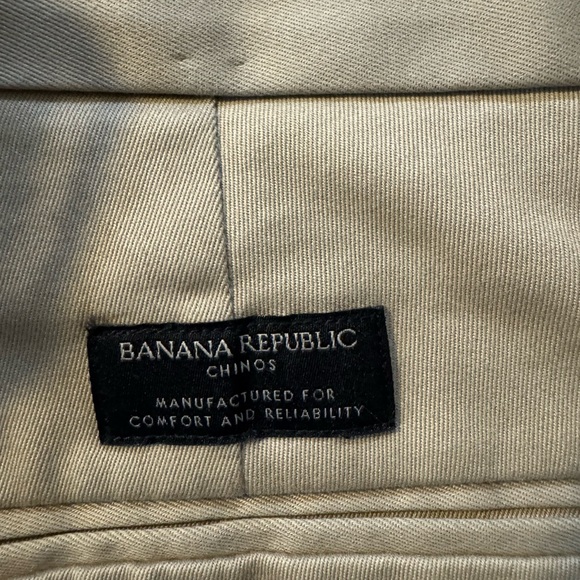 BANANA REPUBLIC
CHINOS
MANUFACTURED FOR
COMFORT AND RELIABILITY